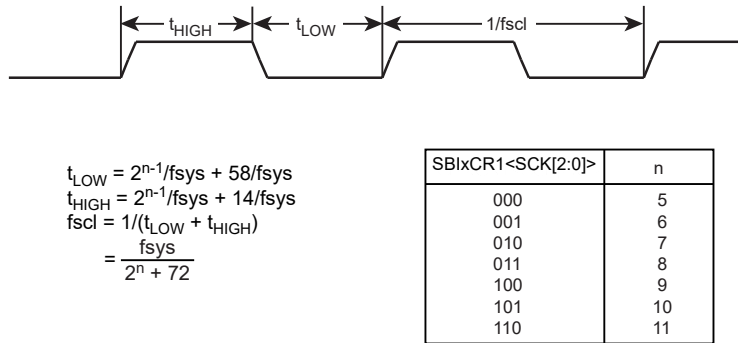 tHIGH tLOW 1/fscl
tLOW = 2n-1/fsys + 58/fsys
tHIGH = 2n-1/fsys + 14/fsys
fscl = 1/(tLOW + tHIGH)
= fsys
2n + 72
SBIxCR1<SCK[2:0]> n
000 5
001 6
010 7
011 8
100 9
101 10
110 11